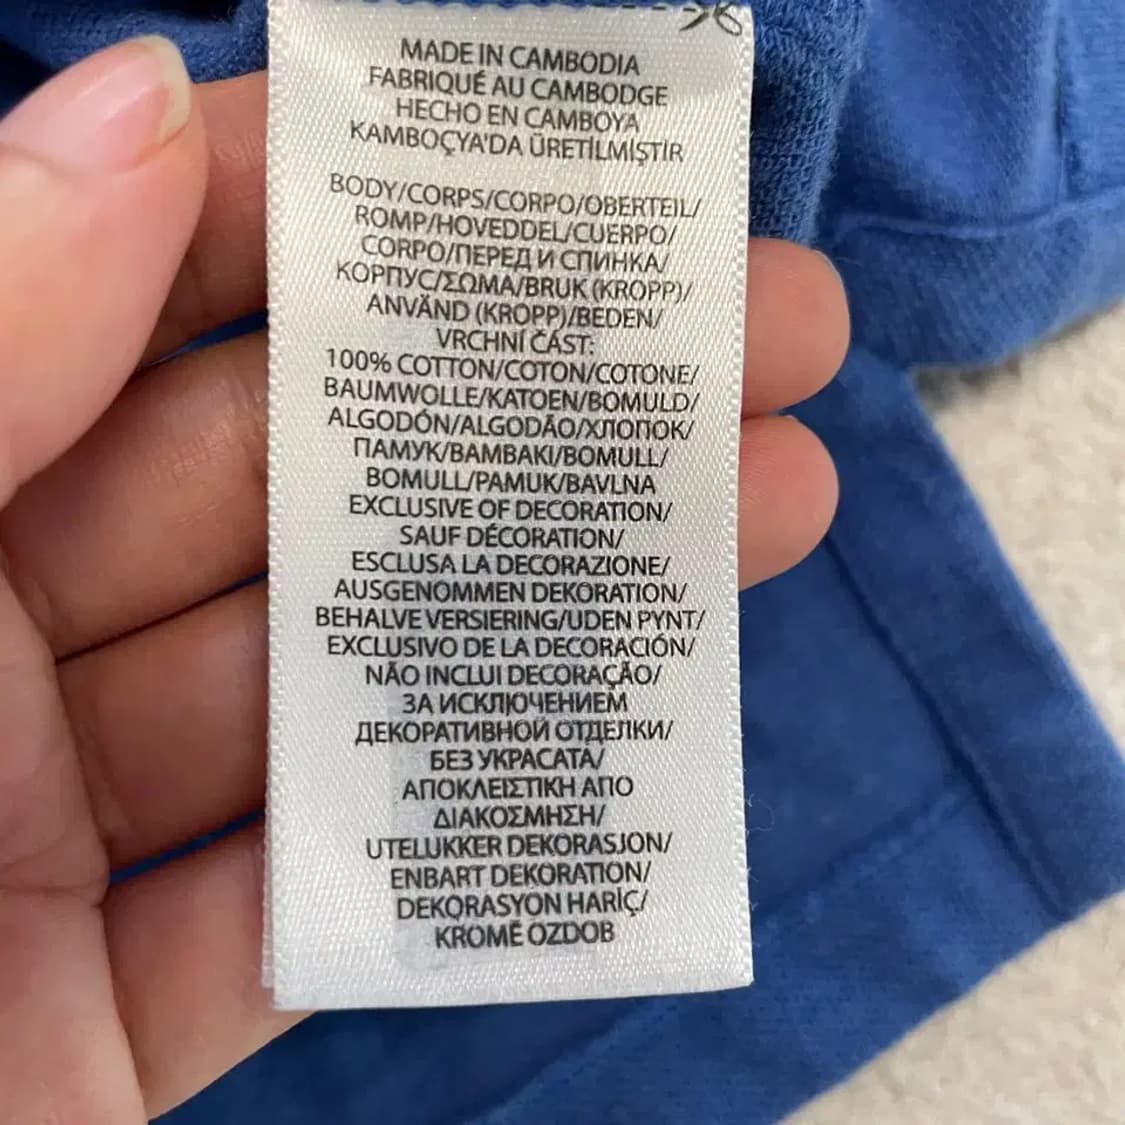 MADE IN CAMBODIA
FABRIQUÉ AU CAMBODGE
HECHO EN CAMBOYA
KAMBOÇYA'DA ÜRETİLMİŞTİR
BODY/CORPS/CORPO/OBERTEIL/
ROMP/HOVEDDEL/CUERPO/
CORPO/ПЕРЕД И СПИНКА/
КОРПУС/ΣΩΜΑ/BRUK (KROPP)/
ANVÄND (KROPP)/BEDEN/
VRCHNÍ ČÁST:
100% COTTON/COTON/COTONE/
BAUMWOLLE/KATOEN/BOMULD/
ALGODÓN/ALGODÃO/ХЛОПОК/
ПАМУК/BAMBAKI/BOMULL/
BOMULL/PAMUK/BAVLNA
EXCLUSIVE OF DECORATION/
SAUF DÉCORATION/
ESCLUSA LA DECORAZIONE/
AUSGENOMMEN DEKORATION/
BEHALVE VERSIERING/UDEN PYNT/
EXCLUSIVO DE LA DECORACIÓN/
NÃO INCLUI DECORAÇÃO/
ЗА ИСКЛЮЧЕНИЕМ
ДЕКОРАТИВНОЙ ОТДЕЛКИ/
БЕЗ УКРАСАТА/
ΑΠΟΚΛΕΙΣΤΙΚΗ ΑΠΟ
ΔΙΑΚΟΣΜΗΣΗ/
UTELUKKER DEKORASJON/
ENBART DEKORATION/
DEKORASYON HARİÇ/
KROMĚ OZDOB